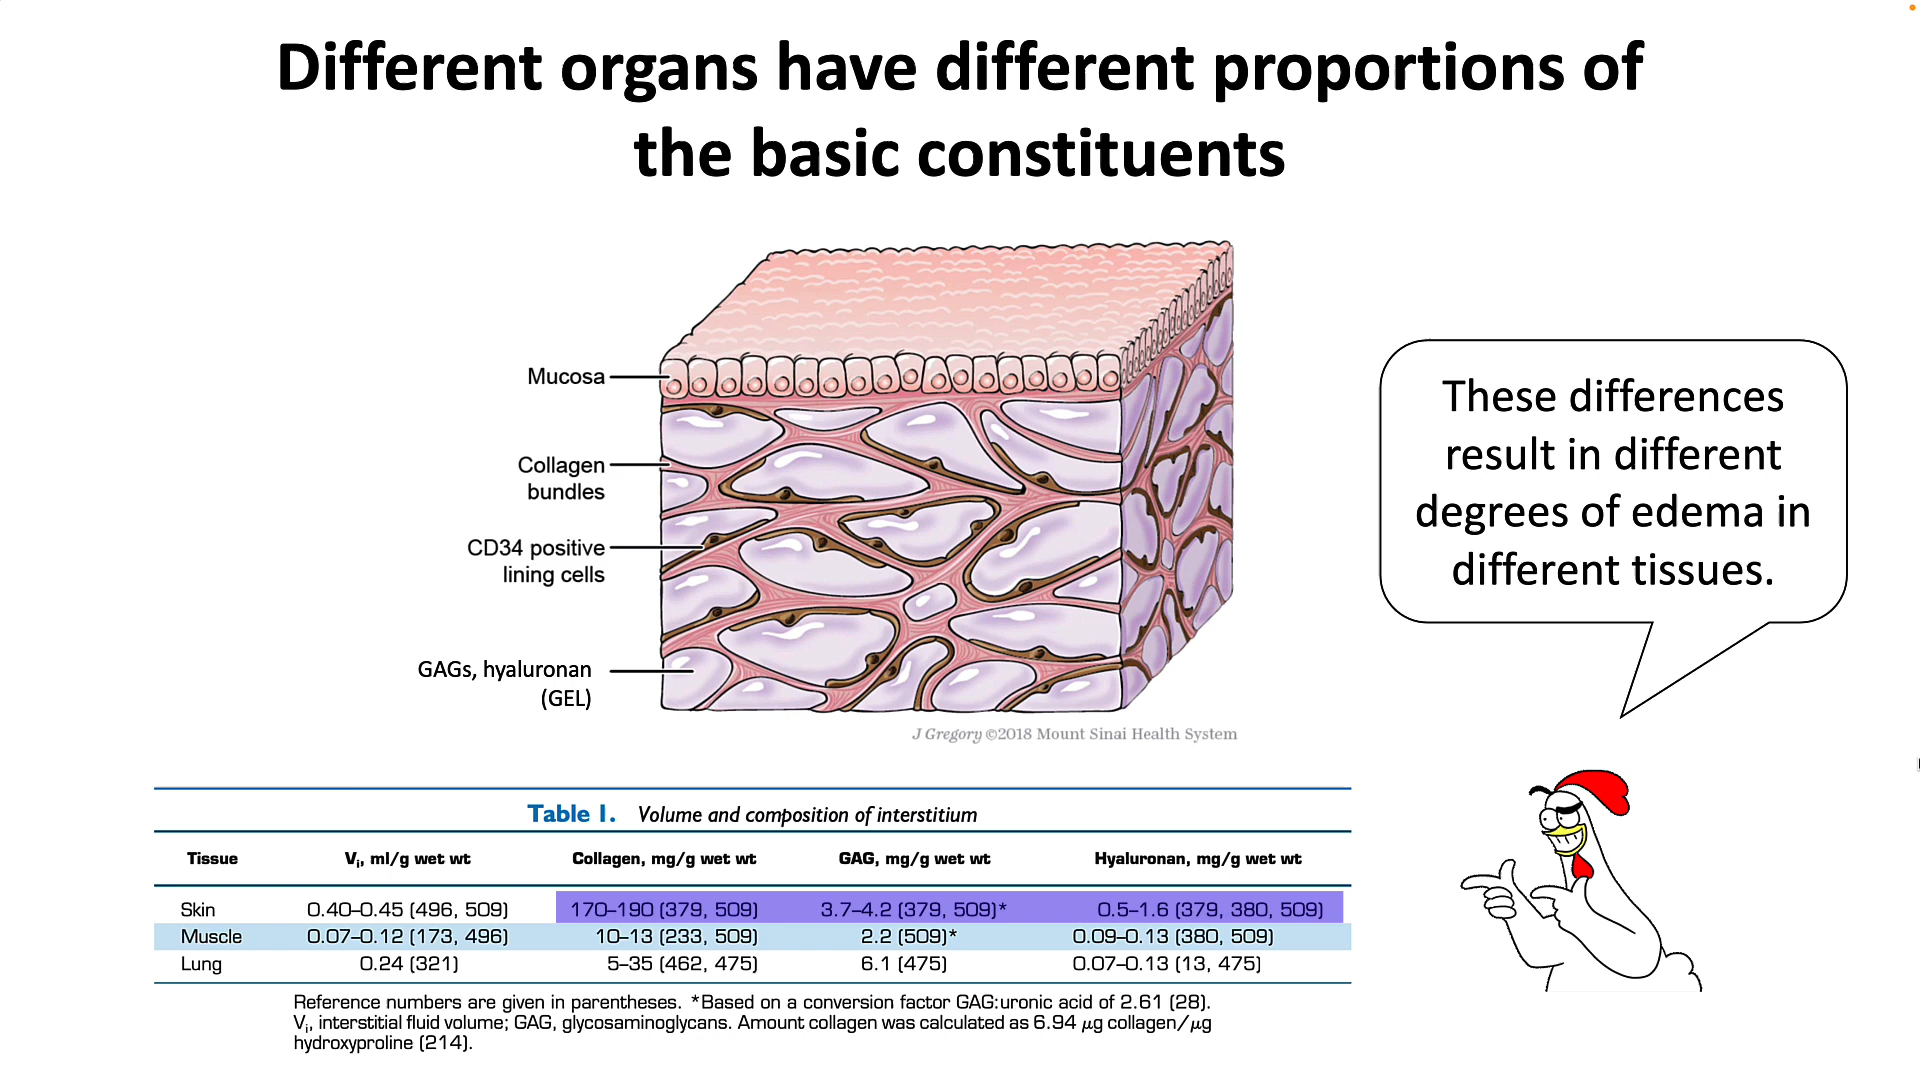 Different organs have different proportions of
the basic constituents
Mucosa
Collagen
bundles
CD34 positive
lining cells
GAGs, hyaluronan
(GEL)
J Gregory ©2018 Mount Sinai Health System
These differences
result in different
degrees of edema in
different tissues.
Table 1. Volume and composition of interstitium
Tissue Vi, ml/g wet wt Collagen, mg/g wet wt GAG, mg/g wet wt Hyaluronan, mg/g wet wt
Skin 0.40–0.45 (496, 509) 170–190 (379, 509) 3.7–4.2 (379, 509)* 0.5–1.6 (379, 380, 509)
Muscle 0.07–0.12 (173, 496) 10–13 (233, 509) 2.2 (509)* 0.09–0.13 (380, 509)
Lung 0.24 (321) 5–35 (462, 475) 6.1 (475) 0.07–0.13 (13, 475)
Reference numbers are given in parentheses. *Based on a conversion factor GAG:uronic acid of 2.61 (28).
Vi, interstitial fluid volume; GAG, glycosaminoglycans. Amount collagen was calculated as 6.94 μg collagen/μg
hydroxyproline (214).